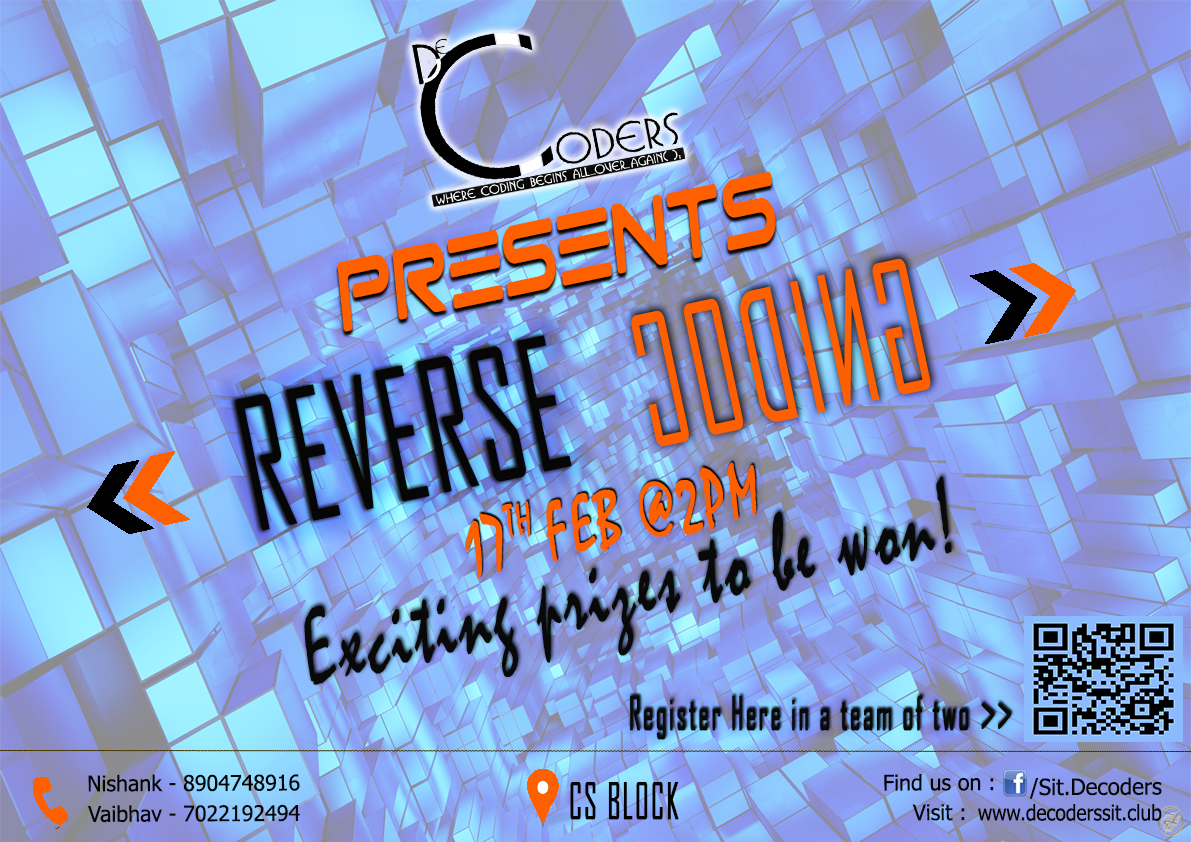 DeCoders
WHERE CODING BEGINS ALL..OVER..AGAIN( );
PRESENTS
REVERSE CODING
17TH FEB @2PM
Exciting prizes to be won!
Register Here in a team of two >>
Nishank - 8904748916
Vaibhav - 7022192494
CS BLOCK
Find us on : f /Sit.Decoders
Visit : www.decoderssit.club